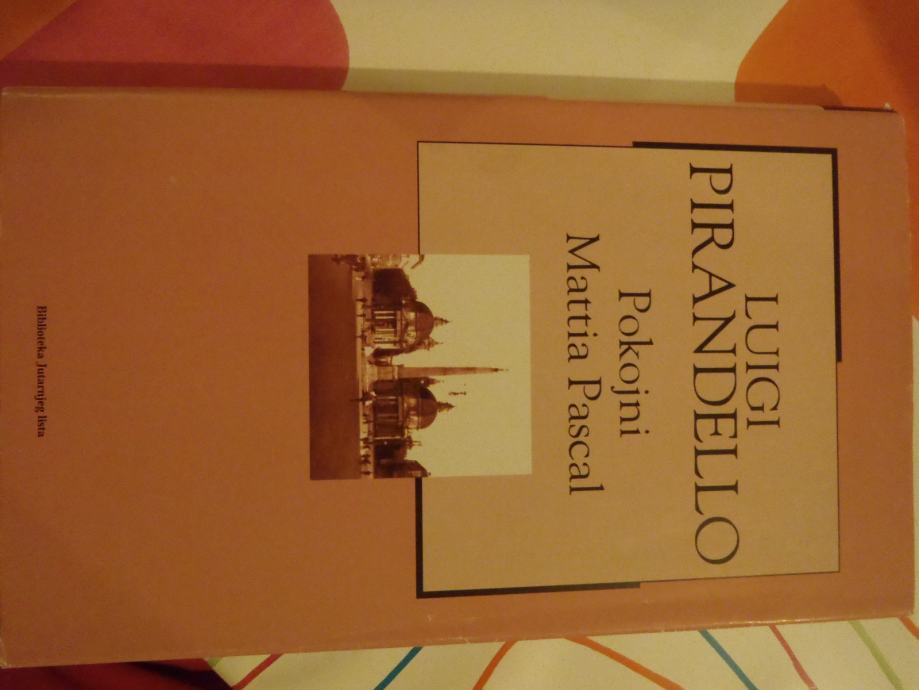 LUIGI
PIRANDELLO
Pokojni
Mattia Pascal
Biblioteka Jutarnjeg lista